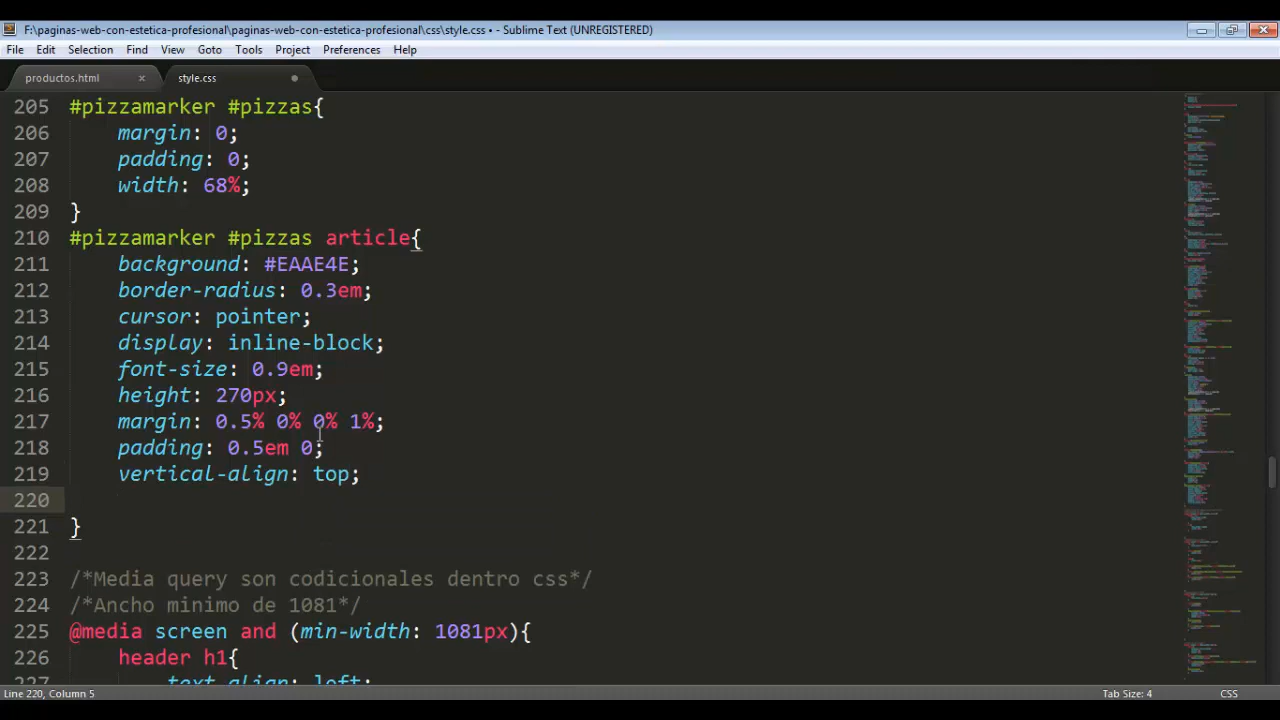 F:\paginas-web-con-estetica-profesional\paginas-web-con-estetica-profesional\css\style.css • - Sublime Text (UNREGISTERED)
File Edit Selection Find View Goto Tools Project Preferences Help
productos.html × style.css
205 #pizzamarker #pizzas{
206 margin: 0;
207 padding: 0;
208 width: 68%;
209 }
210 #pizzamarker #pizzas article{
211 background: #EAAE4E;
212 border-radius: 0.3em;
213 cursor: pointer;
214 display: inline-block;
215 font-size: 0.9em;
216 height: 270px;
217 margin: 0.5% 0% 0% 1%;
218 padding: 0.5em 0;
219 vertical-align: top;
220
221 }
222
223 /*Media query son codicionales dentro css*/
224 /*Ancho minimo de 1081*/
225 @media screen and (min-width: 1081px){
226 header h1{
227 text-align: left;
Line 220, Column 5 Tab Size: 4 CSS